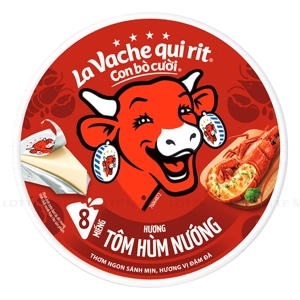 La Vache qui rit®
Con bò cười®
8
MIẾNG
HƯƠNG
TÔM HÙM NƯỚNG
THƠM NGON SÁNH MỊN, HƯƠNG VỊ ĐẬM ĐÀ